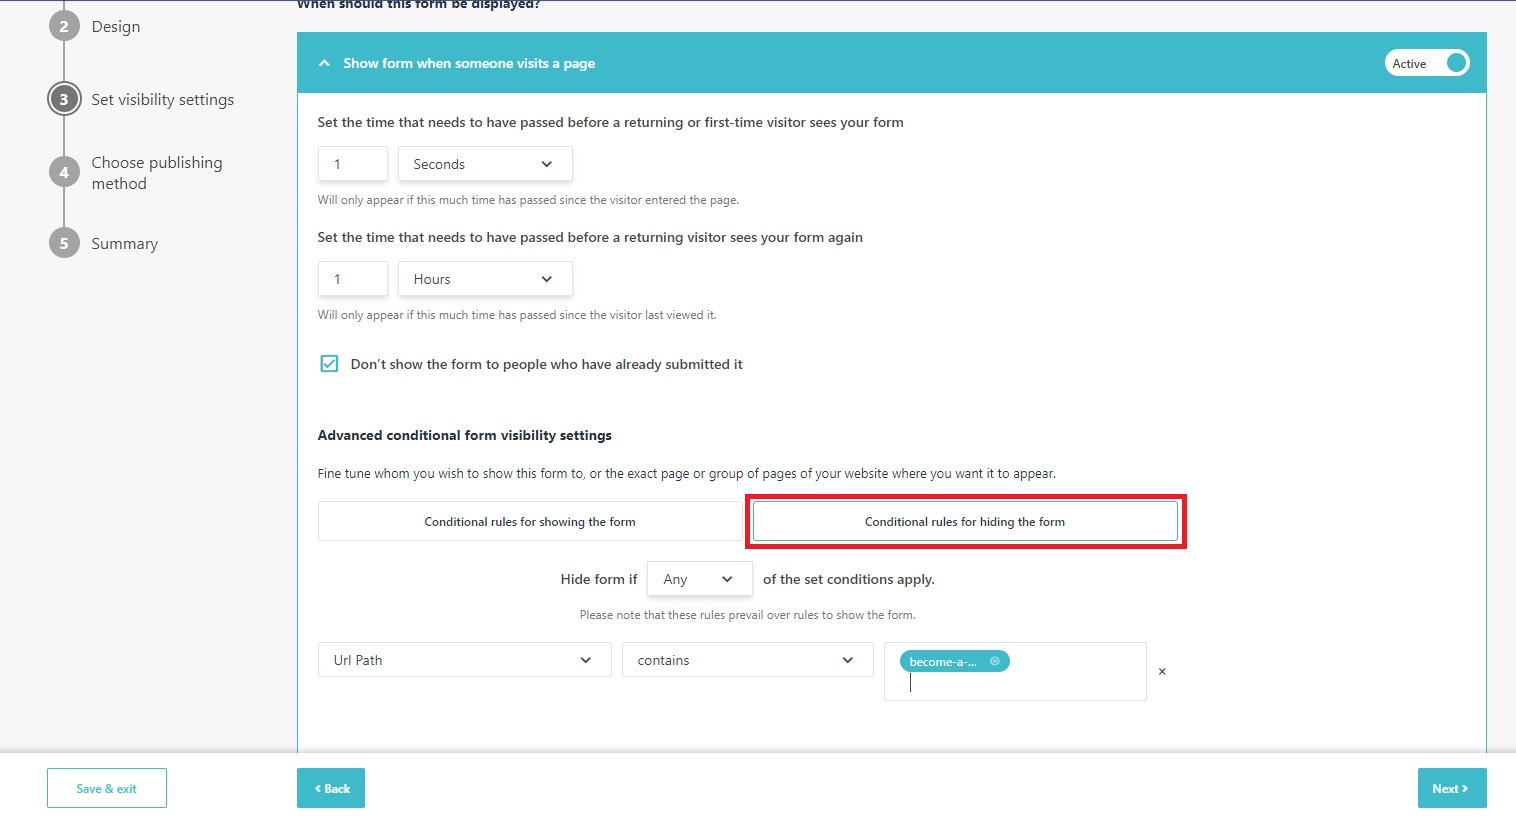 When should this form be displayed?
2 Design
Show form when someone visits a page
Active
3 Set visibility settings
Set the time that needs to have passed before a returning or first-time visitor sees your form
1 Seconds
4 Choose publishing
method
Will only appear if this much time has passed since the visitor entered the page.
Set the time that needs to have passed before a returning visitor sees your form again
5 Summary
1 Hours
Will only appear if this much time has passed since the visitor last viewed it.
Don't show the form to people who have already submitted it
Advanced conditional form visibility settings
Fine tune whom you wish to show this form to, or the exact page or group of pages of your website where you want it to appear.
Conditional rules for showing the form
Conditional rules for hiding the form
Hide form if Any of the set conditions apply.
Please note that these rules prevail over rules to show the form.
Url Path
contains
become-a-...
Save & exit
Back
Next